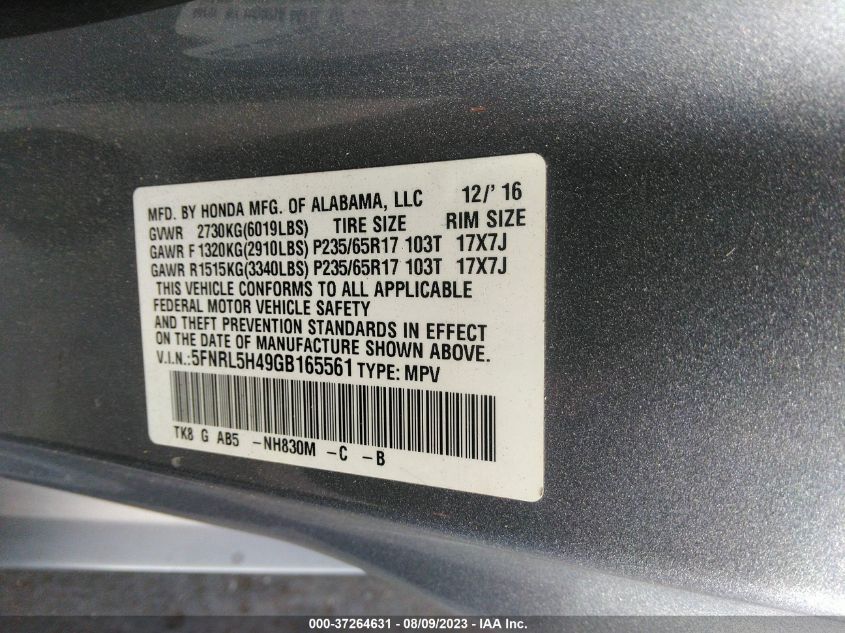 MFD. BY HONDA MFG. OF ALABAMA, LLC 12/'16
GVWR 2730KG(6019LBS) TIRE SIZE RIM SIZE
GAWR F 1320KG(2910LBS) P235/65R17 103T 17X7J
GAWR R1515KG(3340LBS) P235/65R17 103T 17X7J
THIS VEHICLE CONFORMS TO ALL APPLICABLE
FEDERAL MOTOR VEHICLE SAFETY
AND THEFT PREVENTION STANDARDS IN EFFECT
ON THE DATE OF MANUFACTURE SHOWN ABOVE.
V.I.N.:5FNRL5H49GB165561 TYPE: MPV
TK8 G AB5 -NH830M -C -B
000-37264631 - 08/09/2023 - IAA Inc.